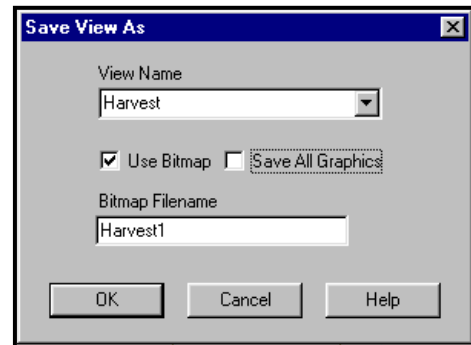 Save View As
View Name
Harvest
Use Bitmap Save All Graphics
Bitmap Filename
Harvest1
OK Cancel Help